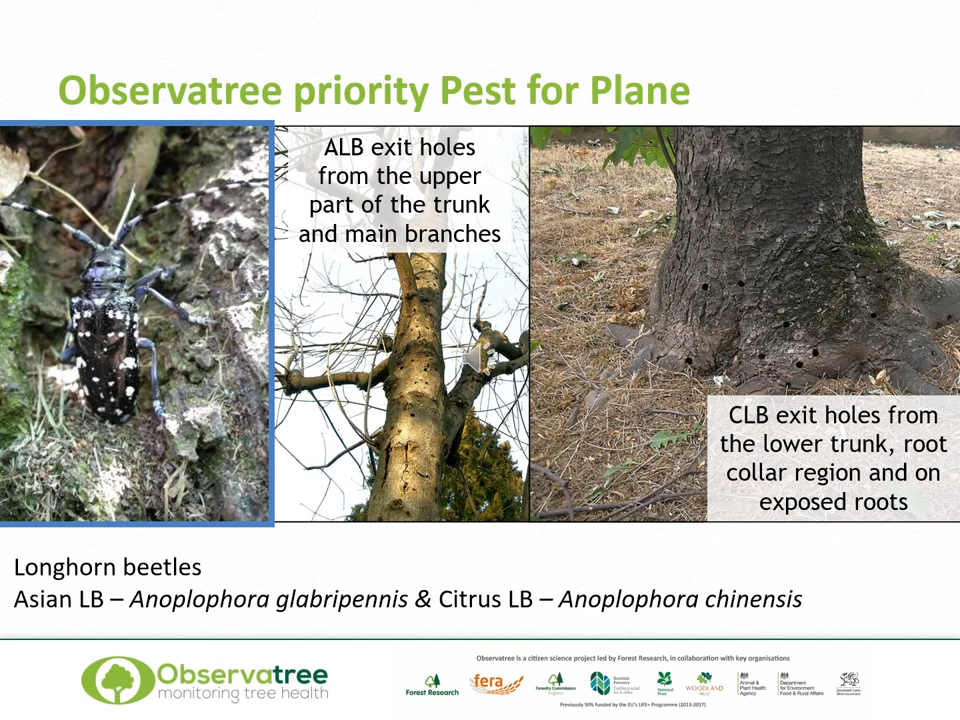 Observatree priority Pest for Plane
ALB exit holes
from the upper
part of the trunk
and main branches
CLB exit holes from
the lower trunk, root
collar region and on
exposed roots
Longhorn beetles
Asian LB – Anoplophora glabripennis & Citrus LB – Anoplophora chinensis
Observatree
monitoring tree health
Observatree is a citizen science project led by Forest Research, in collaboration with key organisations
Forest Research
fera
Forestry Commission
England
Scottish
Forestry
National
Trust
WOODLAND
TRUST
Animal &
Plant Health
Agency
Department
for Environment
Food & Rural Affairs
Previously 50% funded by the EU's LIFE+ Programme (2013-2017)